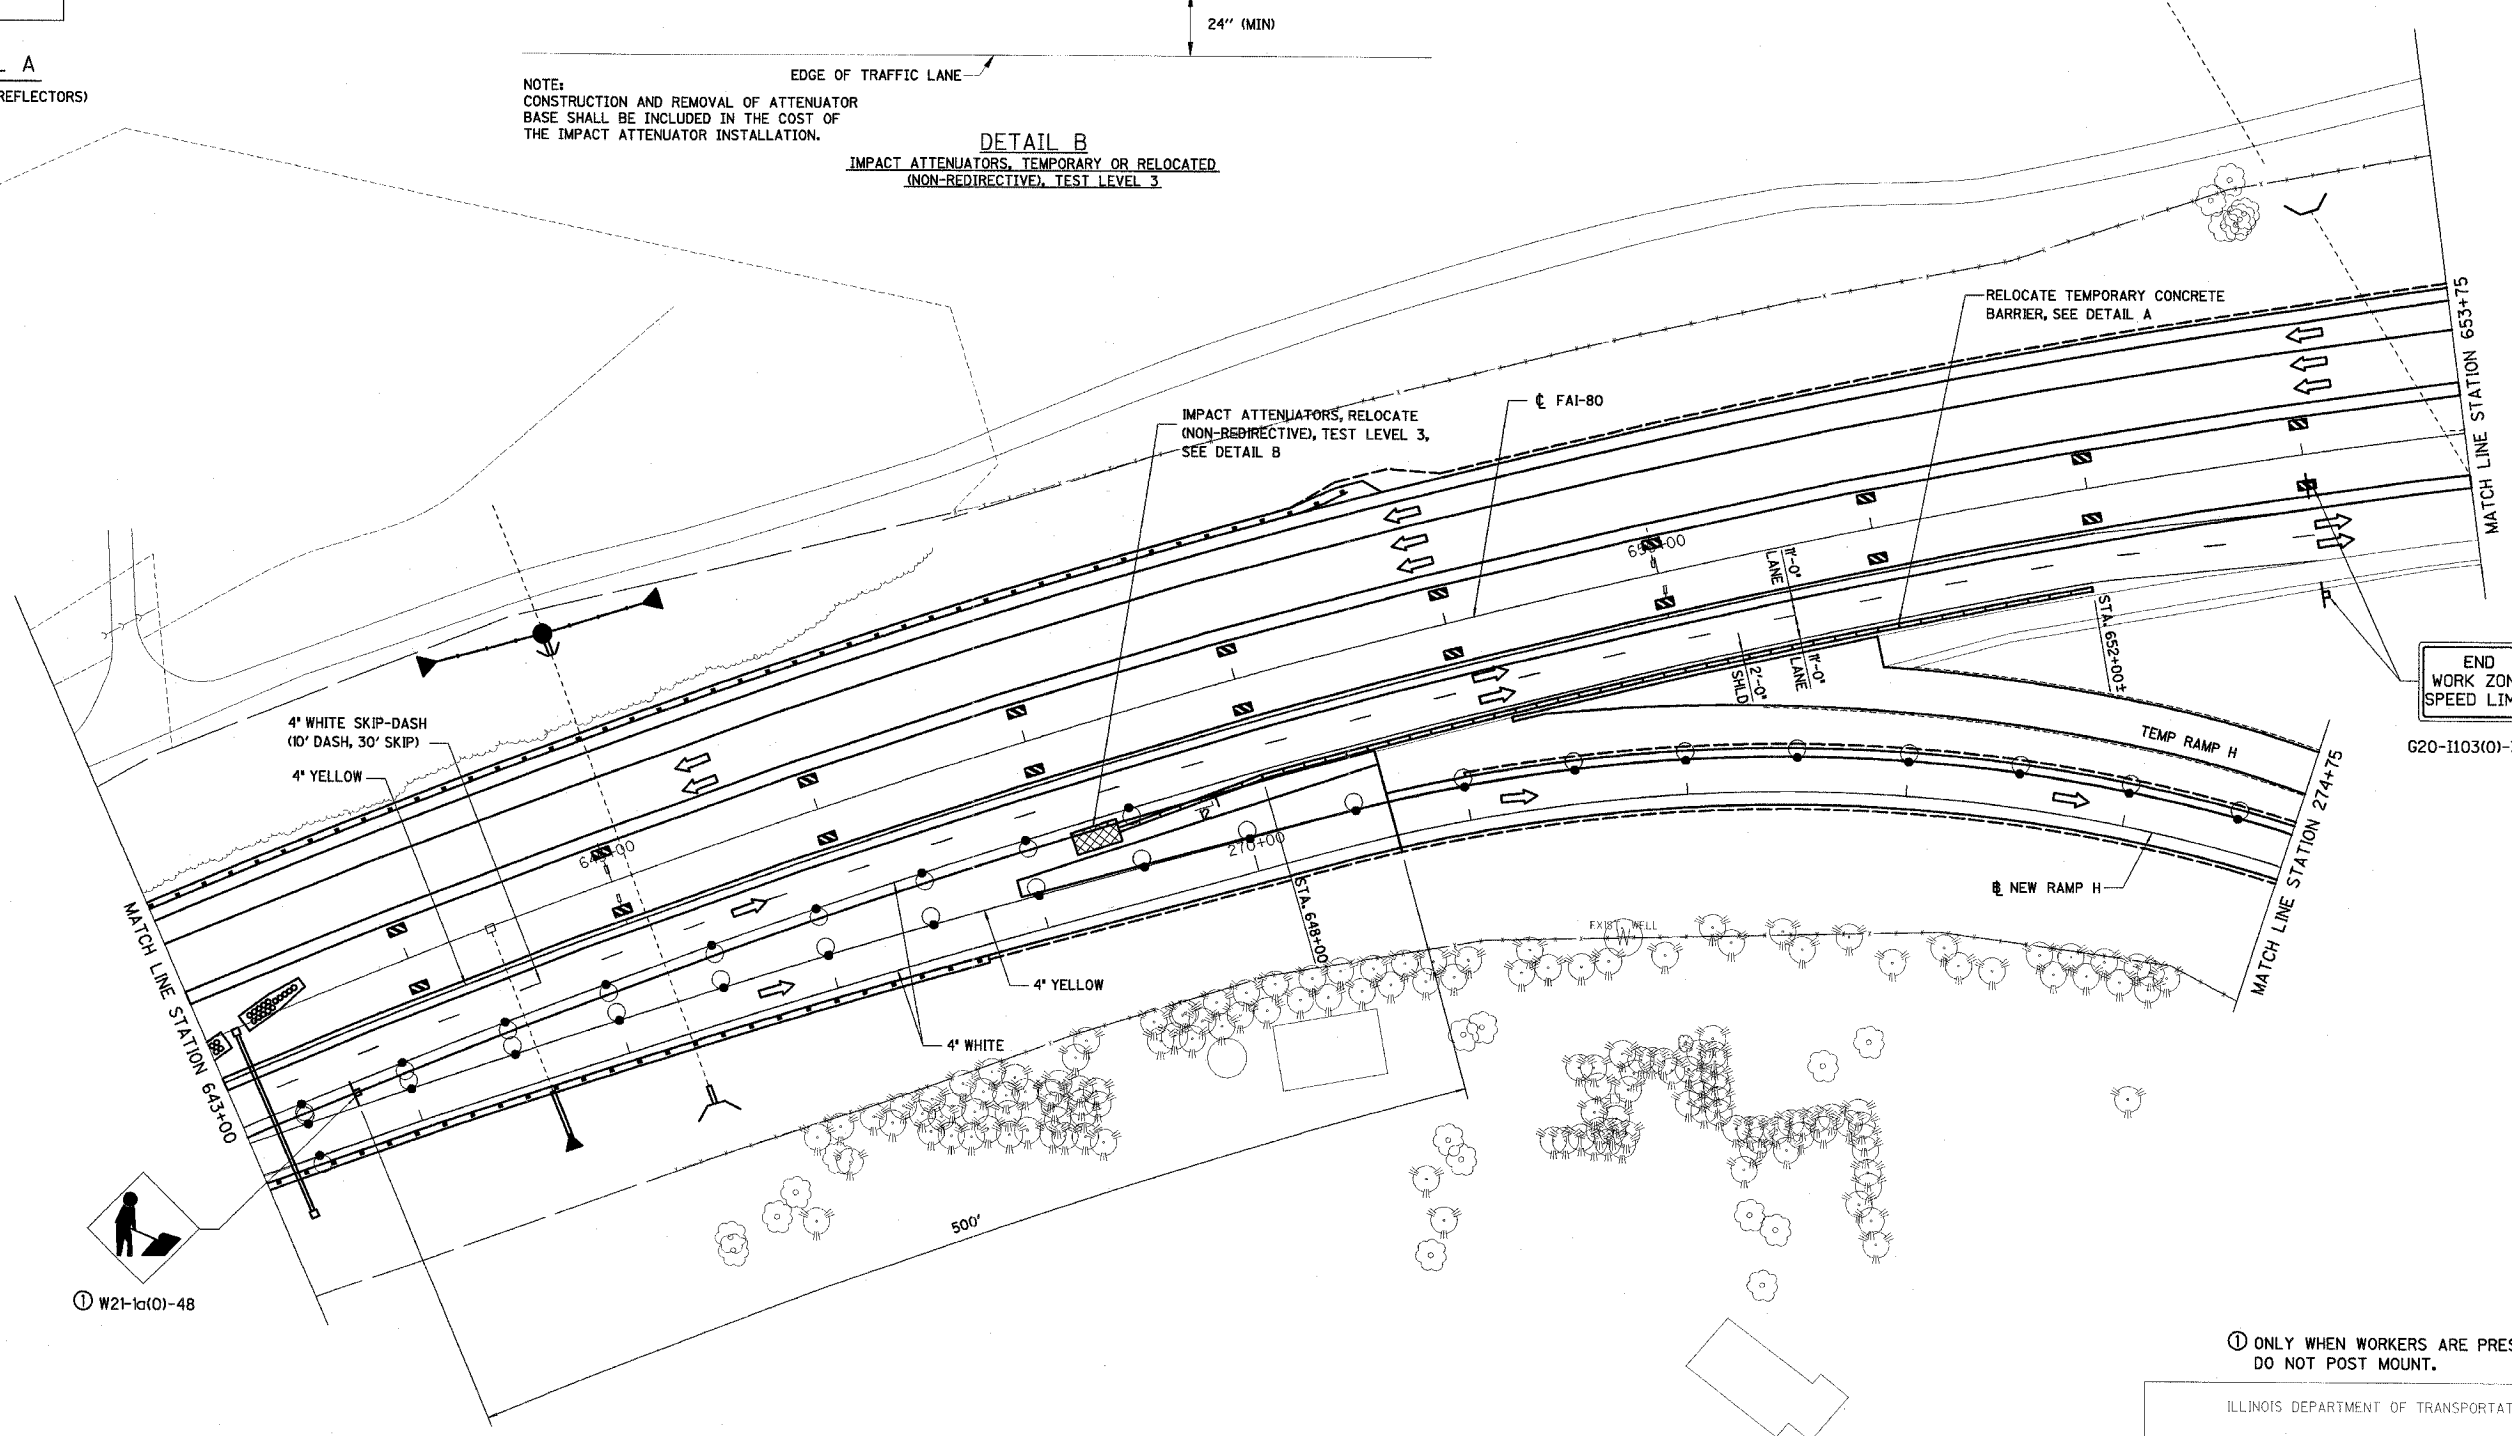 L A
REFLECTORS)
24" (MIN)
EDGE OF TRAFFIC LANE
NOTE:
CONSTRUCTION AND REMOVAL OF ATTENUATOR
BASE SHALL BE INCLUDED IN THE COST OF
THE IMPACT ATTENUATOR INSTALLATION.
DETAIL B
IMPACT ATTENUATORS, TEMPORARY OR RELOCATED
(NON-REDIRECTIVE), TEST LEVEL 3
RELOCATE TEMPORARY CONCRETE
BARRIER, SEE DETAIL A
MATCH LINE STATION 653+75
℄ FAI-80
IMPACT ATTENUATORS, RELOCATE
(NON-REDIRECTIVE), TEST LEVEL 3,
SEE DETAIL B
11'-0"
LANE
11'-0"
LANE
2'-0"
SHLD
STA. 652+00±
END
WORK ZON
SPEED LIM
G20-I103(0)-
4" WHITE SKIP-DASH
(10' DASH, 30' SKIP)
4" YELLOW
TEMP RAMP H
MATCH LINE STATION 274+75
270+00
STA. 648+00
NEW RAMP H
EXIST. WELL
MATCH LINE STATION 643+00
4" YELLOW
4" WHITE
500'
① W21-1a(0)-48
① ONLY WHEN WORKERS ARE PRES
DO NOT POST MOUNT.
ILLINOIS DEPARTMENT OF TRANSPORTAT